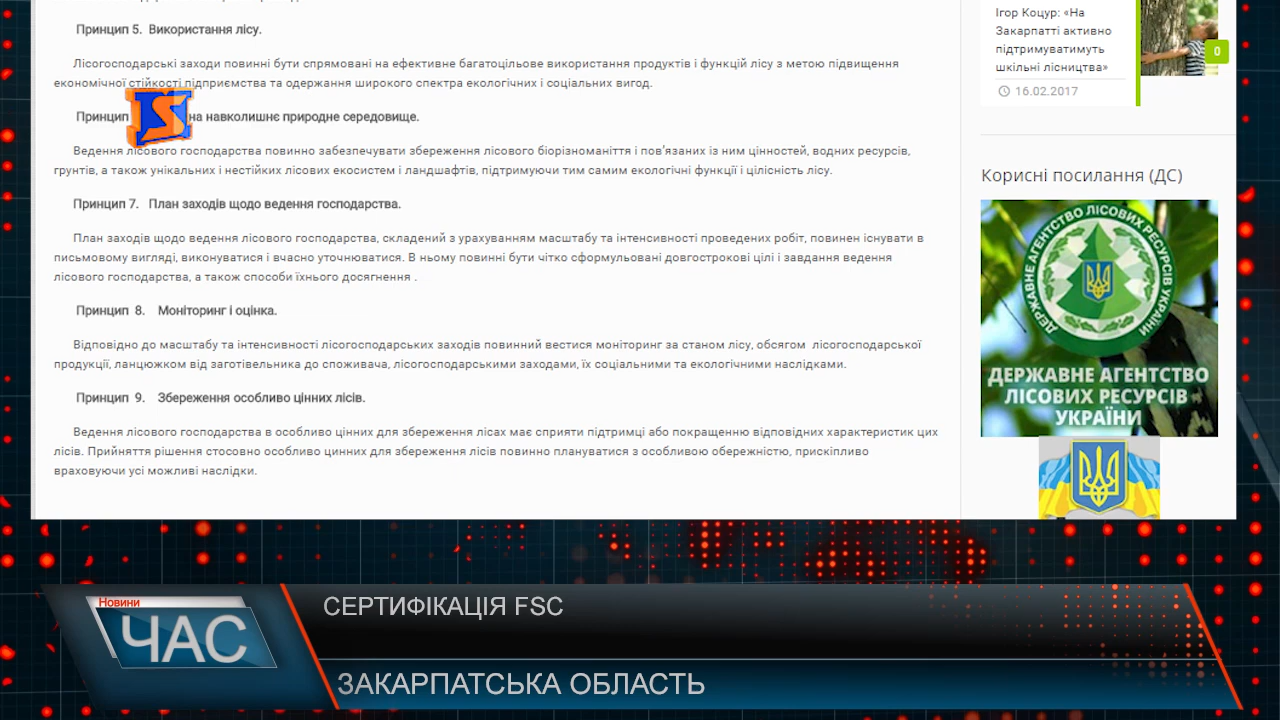 Принцип 5. Використання лісу.
Лісогосподарські заходи повинні бути спрямовані на ефективне багатоцільове використання продуктів і функцій лісу з метою підвищення
економічної стійкості підприємства та одержання широкого спектра екологічних і соціальних вигод.
Принцип на навколишнє природне середовище.
Ведення лісового господарства повинно забезпечувати збереження лісового біорізноманіття і пов’язаних із ним цінностей, водних ресурсів,
грунтів, а також унікальних і нестійких лісових екосистем і ландшафтів, підтримуючи тим самим екологічні функції і цілісність лісу.
Принцип 7. План заходів щодо ведення господарства.
План заходів щодо ведення лісового господарства, складений з урахуванням масштабу та інтенсивності проведених робіт, повинен існувати в
письмовому вигляді, виконуватися і вчасно уточнюватися. В ньому повинні бути чітко сформульовані довгострокові цілі і завдання ведення
лісового господарства, а також способи їхнього досягнення .
Принцип 8. Моніторинг і оцінка.
Відповідно до масштабу та інтенсивності лісогосподарських заходів повинний вестися моніторинг за станом лісу, обсягом лісогосподарської
продукції, ланцюжком від заготівельника до споживача, лісогосподарськими заходами, їх соціальними та екологічними наслідками.
Принцип 9. Збереження особливо цінних лісів.
Ведення лісового господарства в особливо цінних для збереження лісах має сприяти підтримці або покращенню відповідних характеристик цих
лісів. Прийняття рішення стосовно особливо цинних для збереження лісів повинно плануватися з особливою обережністю, прискіпливо
враховуючи усі можливі наслідки.
Ігор Коцур: «На
Закарпатті активно
підтримуватимуть
шкільні лісництва»
16.02.2017
0
Корисні посилання (ДС)
ДЕРЖАВНЕ АГЕНТСТВО ЛІСОВИХ РЕСУРСІВ УКРАЇНИ
ДЕРЖАВНЕ АГЕНТСТВО
ЛІСОВИХ РЕСУРСІВ
УКРАЇНИ
Новини
ЧАС
СЕРТИФІКАЦІЯ FSC
ЗАКАРПАТСЬКА ОБЛАСТЬ